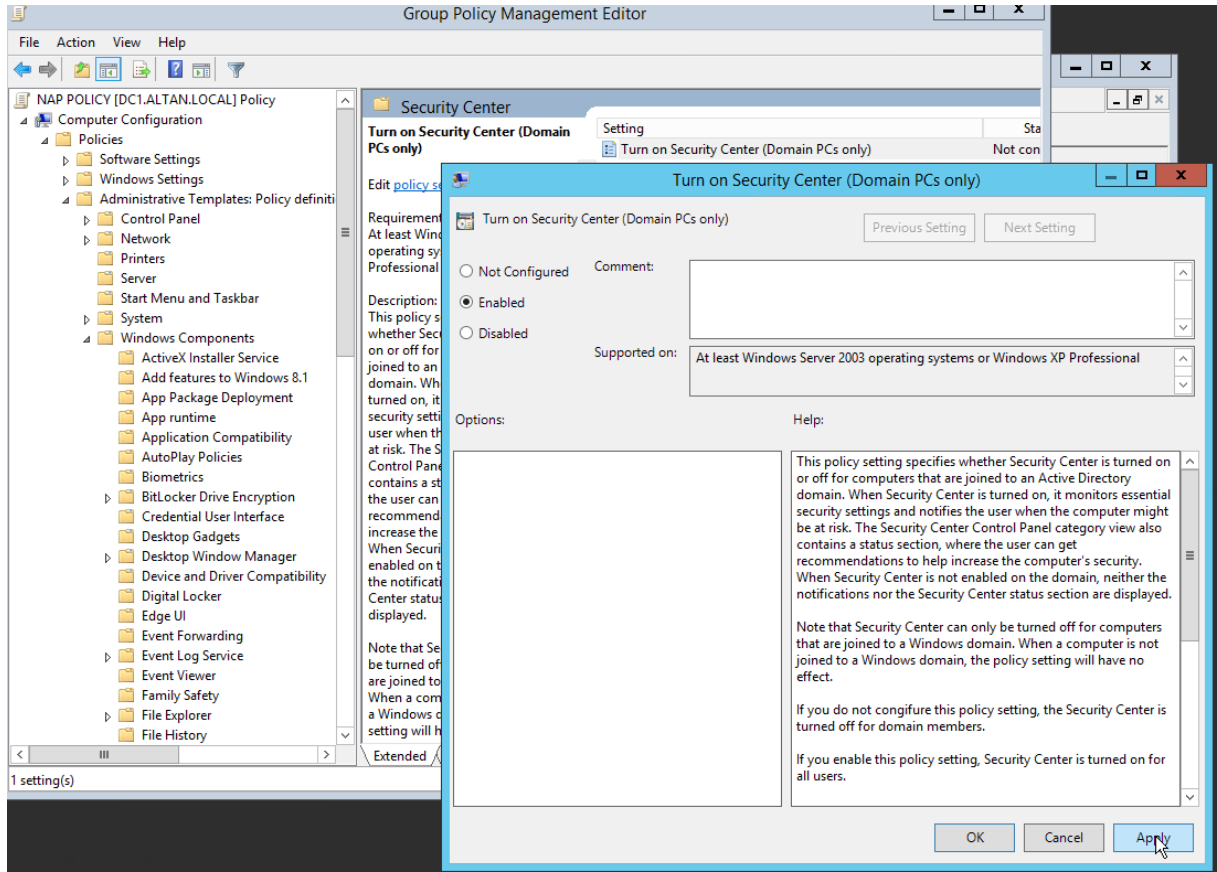 Group Policy Management Editor
File Action View Help
NAP POLICY [DC1.ALTAN.LOCAL] Policy
Computer Configuration
Policies
Software Settings
Windows Settings
Administrative Templates: Policy definiti
Control Panel
Network
Printers
Server
Start Menu and Taskbar
System
Windows Components
ActiveX Installer Service
Add features to Windows 8.1
App Package Deployment
App runtime
Application Compatibility
AutoPlay Policies
Biometrics
BitLocker Drive Encryption
Credential User Interface
Desktop Gadgets
Desktop Window Manager
Device and Driver Compatibility
Digital Locker
Edge UI
Event Forwarding
Event Log Service
Event Viewer
Family Safety
File Explorer
File History
1 setting(s)
Security Center
Turn on Security Center (Domain
PCs only)
Edit policy se
Requirement
At least Wind
operating sy
Professional
Description:
This policy s
whether Secu
on or off for
joined to an
domain. Wh
turned on, it
security setti
user when th
at risk. The S
Control Pane
contains a st
the user can
recommend
increase the
When Securi
enabled on t
the notificati
Center status
displayed.
Note that Se
be turned of
are joined to
When a com
a Windows d
setting will h
Extended
Setting Sta
Turn on Security Center (Domain PCs only) Not con
Turn on Security Center (Domain PCs only)
Turn on Security Center (Domain PCs only)
Previous Setting Next Setting
Not Configured
Enabled
Disabled
Comment:
Supported on: At least Windows Server 2003 operating systems or Windows XP Professional
Options:
Help:
This policy setting specifies whether Security Center is turned on
or off for computers that are joined to an Active Directory
domain. When Security Center is turned on, it monitors essential
security settings and notifies the user when the computer might
be at risk. The Security Center Control Panel category view also
contains a status section, where the user can get
recommendations to help increase the computer's security.
When Security Center is not enabled on the domain, neither the
notifications nor the Security Center status section are displayed.
Note that Security Center can only be turned off for computers
that are joined to a Windows domain. When a computer is not
joined to a Windows domain, the policy setting will have no
effect.
If you do not congifure this policy setting, the Security Center is
turned off for domain members.
If you enable this policy setting, Security Center is turned on for
all users.
OK Cancel Apply